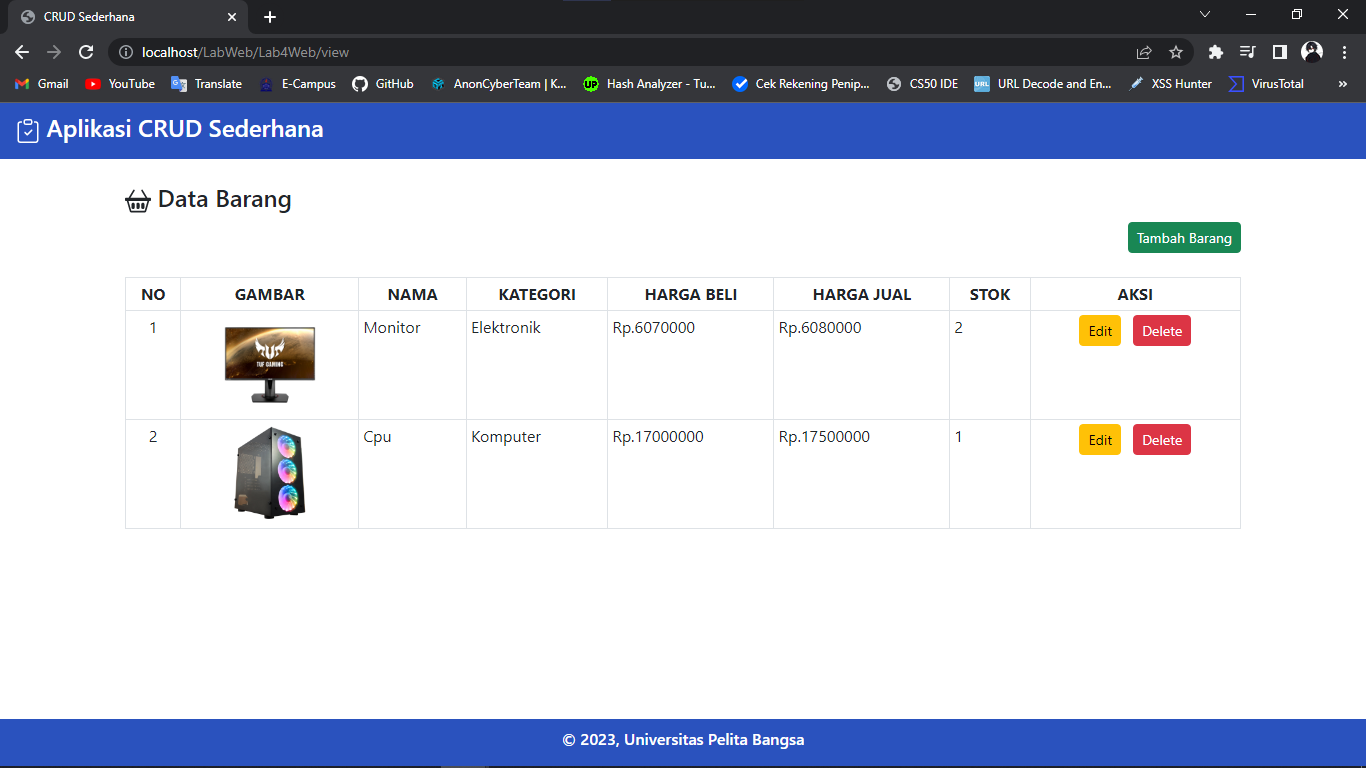 CRUD Sederhana
localhost/LabWeb/Lab4Web/view
Gmail YouTube Translate E-Campus GitHub AnonCyberTeam | K... Hash Analyzer - Tu... Cek Rekening Penip... CS50 IDE URL URL Decode and En... XSS Hunter VirusTotal »
Aplikasi CRUD Sederhana
Data Barang
Tambah Barang
NO GAMBAR NAMA KATEGORI HARGA BELI HARGA JUAL STOK AKSI
1 Monitor Elektronik Rp.6070000 Rp.6080000 2 Edit Delete
TUF GAMING
2 Cpu Komputer Rp.17000000 Rp.17500000 1 Edit Delete
© 2023, Universitas Pelita Bangsa